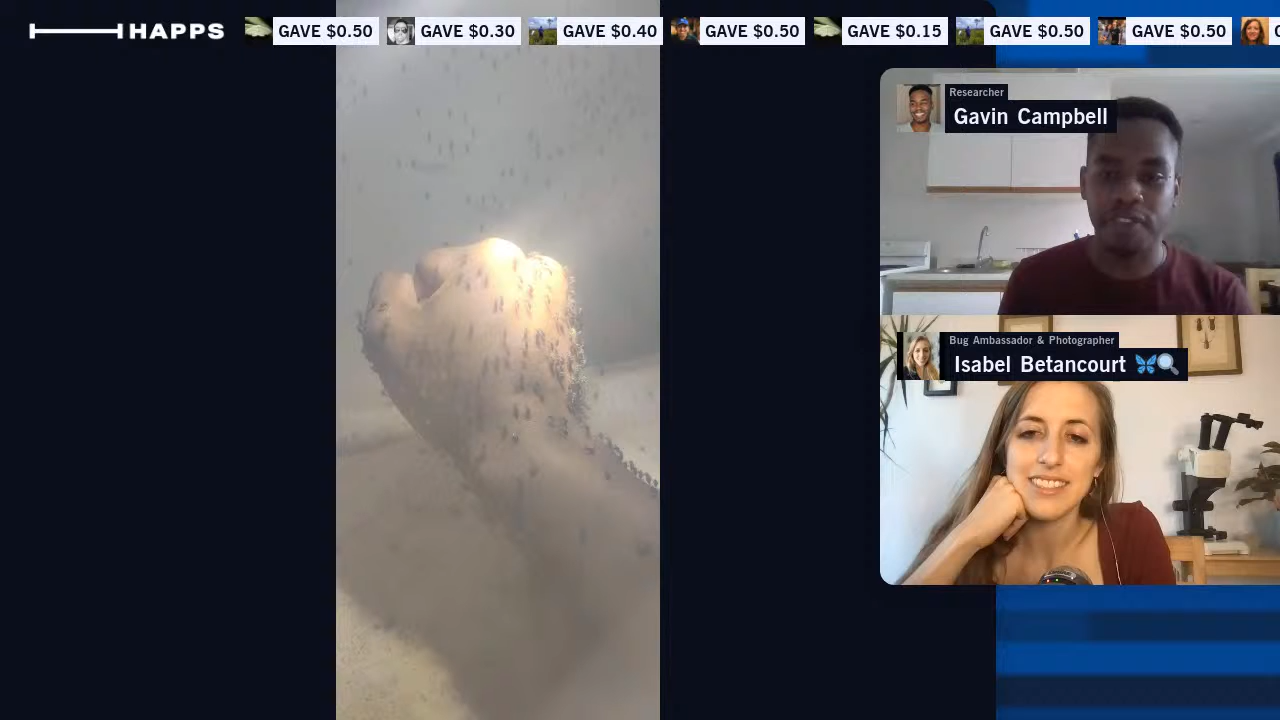 HAPPS
GAVE $0.50
GAVE $0.30
GAVE $0.40
GAVE $0.50
GAVE $0.15
GAVE $0.50
GAVE $0.50
Researcher
Gavin Campbell
Bug Ambassador & Photographer
Isabel Betancourt 🦋🔍